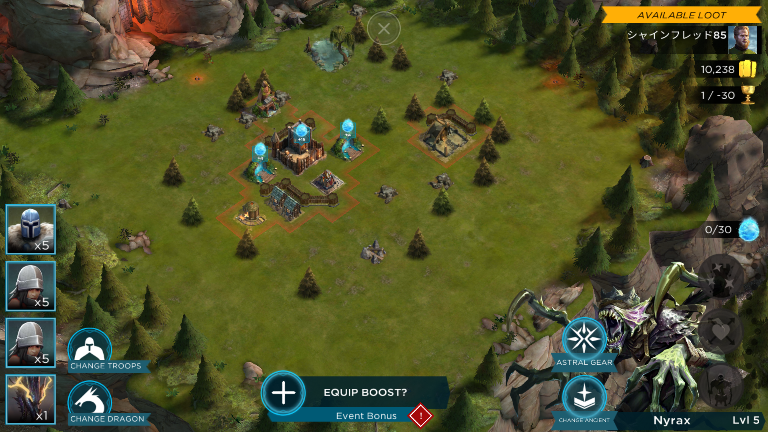 AVAILABLE LOOT
シャインフレッド85
10,238
1 / -30
0/30
x5
x5
x5
x1
CHANGE TROOPS
CHANGE DRAGON
EQUIP BOOST?
Event Bonus
!
ASTRAL GEAR
CHANGE ANCIENT
Nyrax
Lvl 5